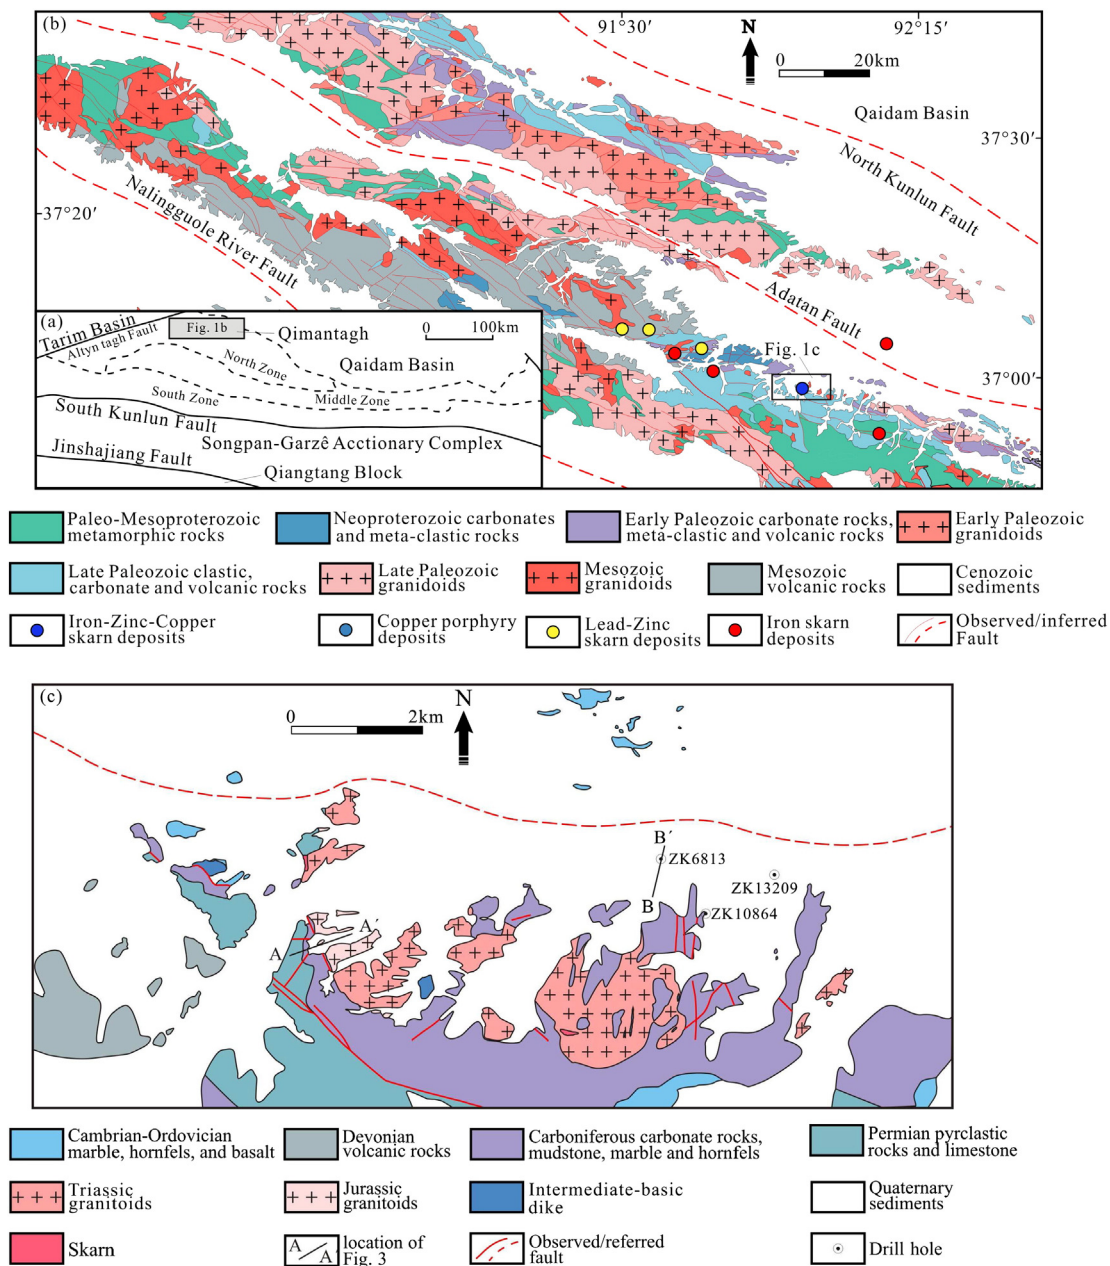 (b)
91°30′
92°15′
N
0 20km
Qaidam Basin
37°30′
North Kunlun Fault
37°20′
Nalingguole River Fault
Adatan Fault
Fig. 1c
37°00′
(a)
Tarim Basin
Altyn tagh Fault
Fig. 1b
Qimantagh
0 100km
North Zone
Qaidam Basin
South Zone
Middle Zone
South Kunlun Fault
Songpan-Garzê Acctionary Complex
Jinshajiang Fault
Qiangtang Block
Paleo-Mesoproterozoic
metamorphic rocks
Neoproterozoic carbonates
and meta-clastic rocks
Early Paleozoic carbonate rocks,
meta-clastic and volcanic rocks
Early Paleozoic
granidoids
Late Paleozoic clastic,
carbonate and volcanic rocks
Late Paleozoic
granidoids
Mesozoic
granidoids
Mesozoic
volcanic rocks
Cenozoic
sediments
Iron-Zinc-Copper
skarn deposits
Copper porphyry
deposits
Lead-Zinc
skarn deposits
Iron skarn
deposits
Observed/inferred
Fault
(c)
N
0 2km
B′
ZK6813
ZK13209
B
ZK10864
A′
A
Cambrian-Ordovician
marble, hornfels, and basalt
Devonian
volcanic rocks
Carboniferous carbonate rocks,
mudstone, marble and hornfels
Permian pyrclastic
rocks and limestone
Triassic
granitoids
Jurassic
granitoids
Intermediate-basic
dike
Quaternary
sediments
Skarn
A A′
location of
Fig. 3
Observed/referred
fault
Drill hole